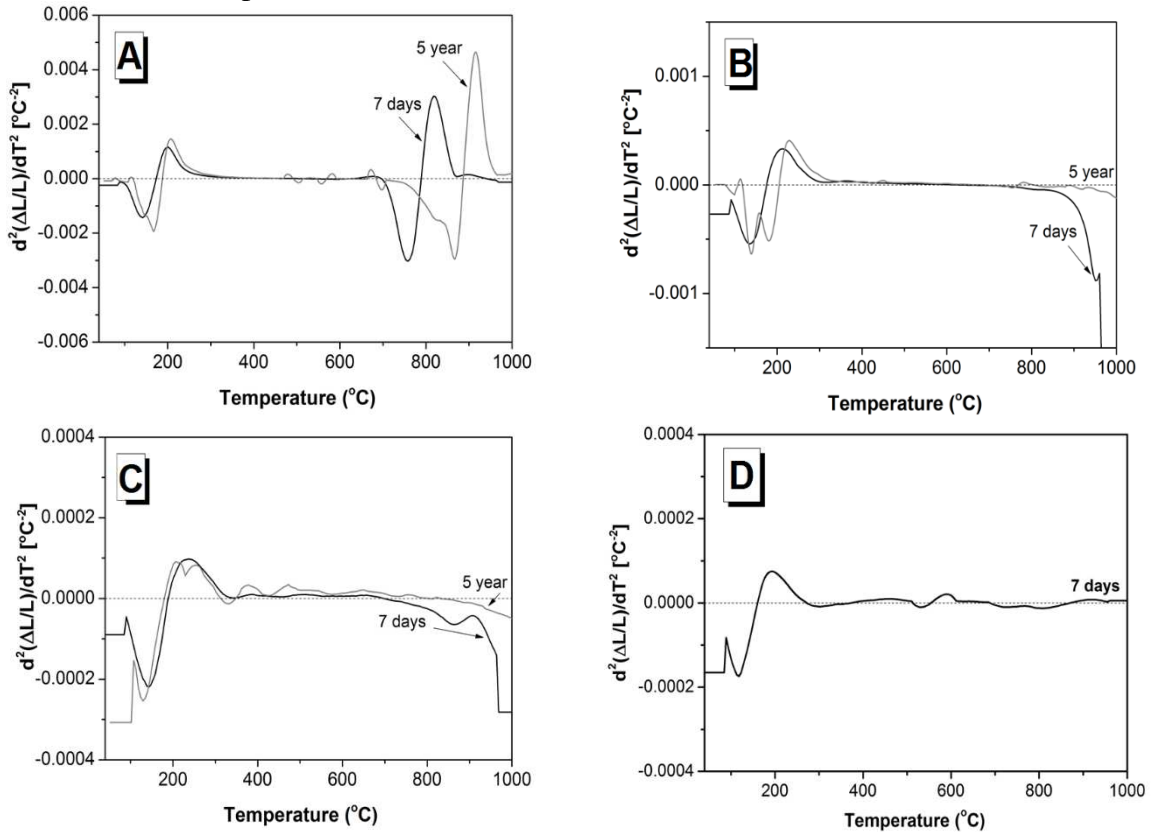 A
0.006
0.004
0.002
0.000
-0.002
-0.004
-0.006
d²(ΔL/L)/dT² [°C⁻²]
5 year
7 days
200 400 600 800 1000
Temperature (°C)
B
0.001
0.000
-0.001
d²(ΔL/L)/dT² [°C⁻²]
5 year
7 days
200 400 600 800 1000
Temperature (°C)
C
0.0004
0.0002
0.0000
-0.0002
-0.0004
d²(ΔL/L)/dT² [°C⁻²]
5 year
7 days
200 400 600 800 1000
Temperature (°C)
D
0.0004
0.0002
0.0000
-0.0002
-0.0004
d²(ΔL/L)/dT² [°C⁻²]
7 days
200 400 600 800 1000
Temperature (°C)